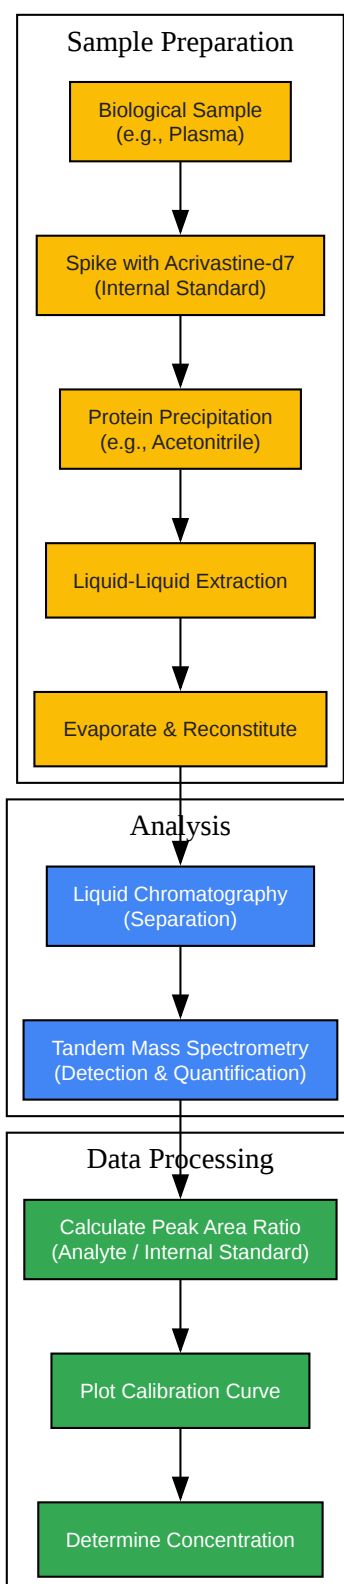 Sample Preparation
Biological Sample
(e.g., Plasma)
Spike with Acrivastine-d7
(Internal Standard)
Protein Precipitation
(e.g., Acetonitrile)
Liquid-Liquid Extraction
Evaporate & Reconstitute
Analysis
Liquid Chromatography
(Separation)
Tandem Mass Spectrometry
(Detection & Quantification)
Data Processing
Calculate Peak Area Ratio
(Analyte / Internal Standard)
Plot Calibration Curve
Determine Concentration